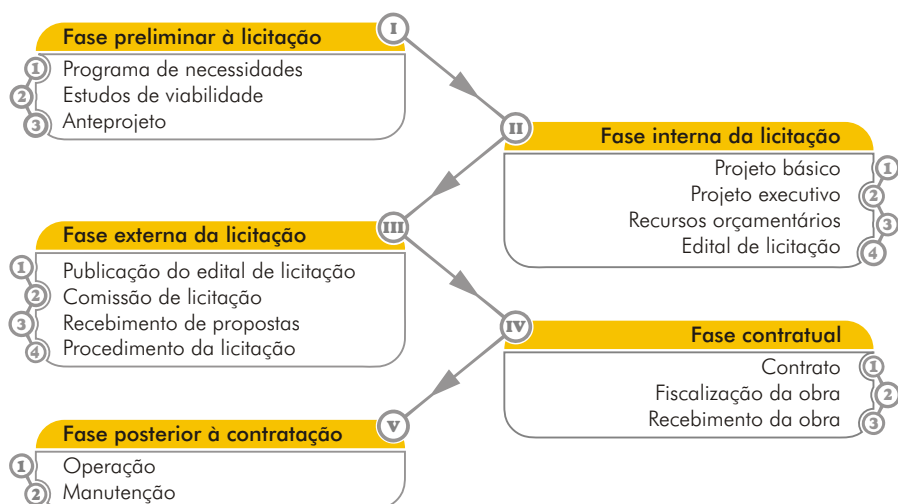 I
Fase preliminar à licitação
1 Programa de necessidades
2 Estudos de viabilidade
3 Anteprojeto
II
Fase interna da licitação
Projeto básico 1
Projeto executivo 2
Recursos orçamentários 3
Edital de licitação 4
III
Fase externa da licitação
1 Publicação do edital de licitação
2 Comissão de licitação
3 Recebimento de propostas
4 Procedimento da licitação
IV
Fase contratual
Contrato 1
Fiscalização da obra 2
Recebimento da obra 3
V
Fase posterior à contratação
1 Operação
2 Manutenção